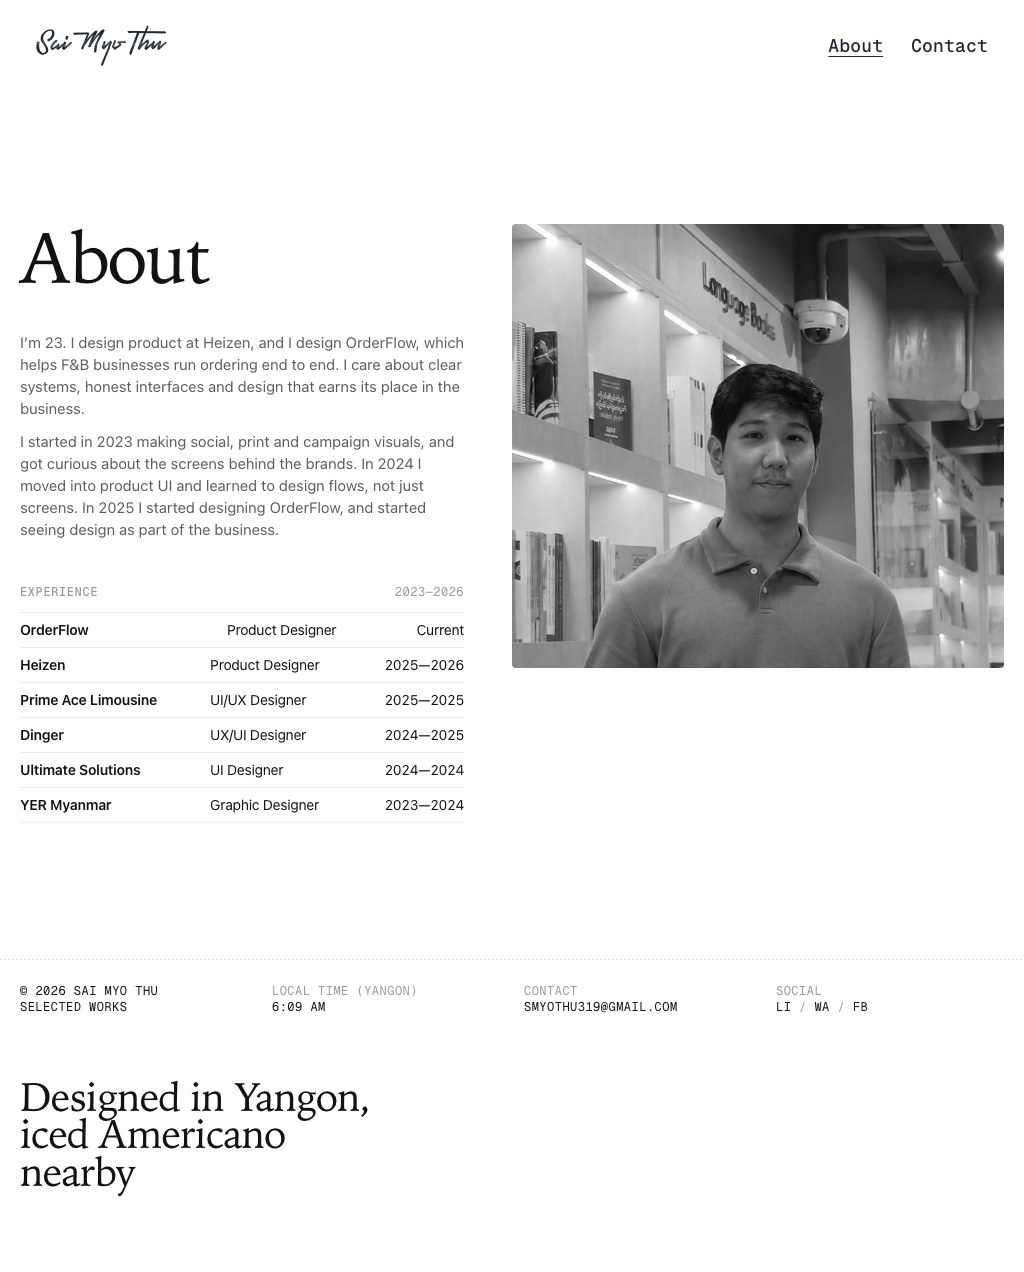 Sai Myo Thu
About
Contact
About
I’m 23. I design product at Heizen, and I design OrderFlow, which
helps F&B businesses run ordering end to end. I care about clear
systems, honest interfaces and design that earns its place in the
business.
I started in 2023 making social, print and campaign visuals, and
got curious about the screens behind the brands. In 2024 I
moved into product UI and learned to design flows, not just
screens. In 2025 I started designing OrderFlow, and started
seeing design as part of the business.
Language Books
EXPERIENCE 2023–2026
OrderFlow Product Designer Current
Heizen Product Designer 2025—2026
Prime Ace Limousine UI/UX Designer 2025—2025
Dinger UX/UI Designer 2024—2025
Ultimate Solutions UI Designer 2024—2024
YER Myanmar Graphic Designer 2023—2024
© 2026 SAI MYO THU
SELECTED WORKS
LOCAL TIME (YANGON)
6:09 AM
CONTACT
SMYOTHU319@GMAIL.COM
SOCIAL
LI / WA / FB
Designed in Yangon,
iced Americano
nearby